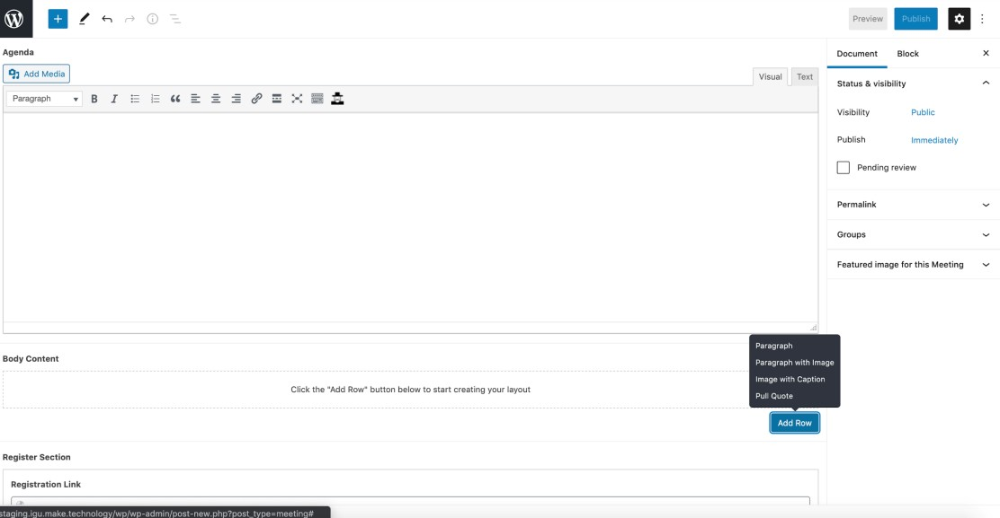 Preview
Publish
Agenda
Add Media
Visual
Text
Paragraph
B
I
Document
Block
Status & visibility
Visibility
Public
Publish
Immediately
Pending review
Permalink
Groups
Featured image for this Meeting
Body Content
Click the "Add Row" button below to start creating your layout
Paragraph
Paragraph with Image
Image with Caption
Pull Quote
Add Row
Register Section
Registration Link
staging.igu.make.technology/wp/wp-admin/post-new.php?post_type=meeting#